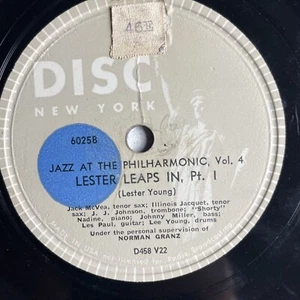 DISC
NEW YORK
6025B
JAZZ AT THE PHILHARMONIC, Vol. 4
LESTER LEAPS IN, Pt. 1
(Lester Young)
Jack McVea, tenor sax; Illinois Jacquet, tenor
sax; J. J. Johnson, trombone; "Shorty"
Nadine, piano; Johnny Miller, bass;
Les Paul, guitar; Lee Young, drums
Under the personal supervision of
NORMAN GRANZ
D458 V22